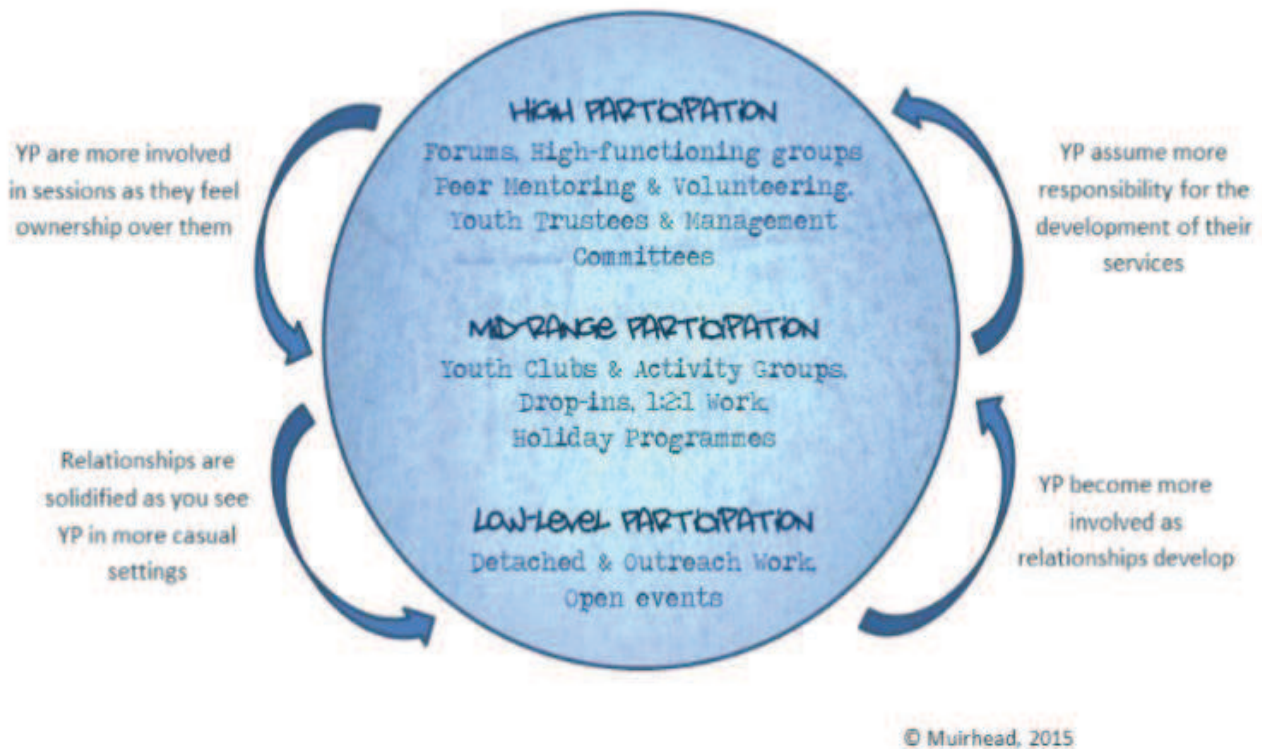 HIGH PARTICIPATION
Forums, High-functioning groups
Peer Mentoring & Volunteering,
Youth Trustees & Management
Committees
MID-RANGE PARTICIPATION
Youth Clubs & Activity Groups,
Drop-ins, 1:2:1 Work,
Holiday Programmes
LOW-LEVEL PARTICIPATION
Detached & Outreach Work,
Open events
YP are more involved
in sessions as they feel
ownership over them
Relationships are
solidified as you see
YP in more casual
settings
YP assume more
responsibility for the
development of their
services
YP become more
involved as
relationships develop
© Muirhead, 2015